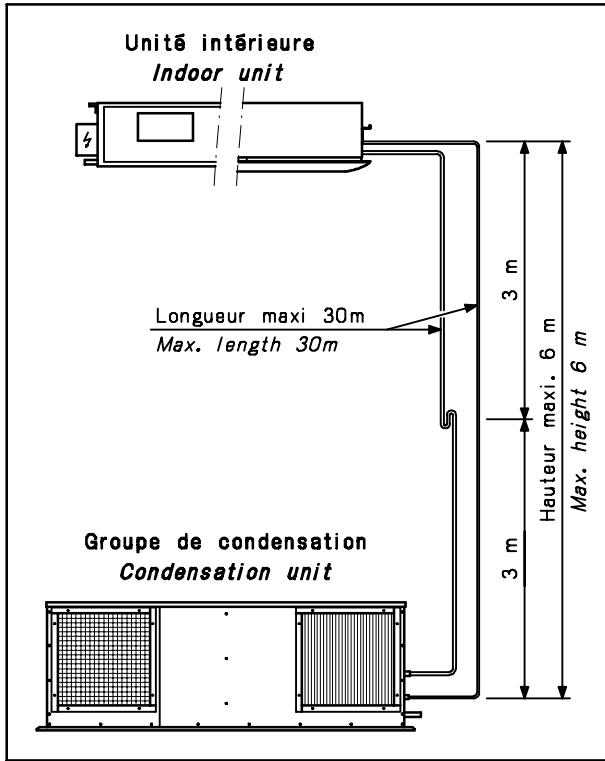 Unité intérieure
Indoor unit
Longueur maxi 30m
Max. length 30m
3 m
3 m
Hauteur maxi. 6 m
Max. height 6 m
Groupe de condensation
Condensation unit